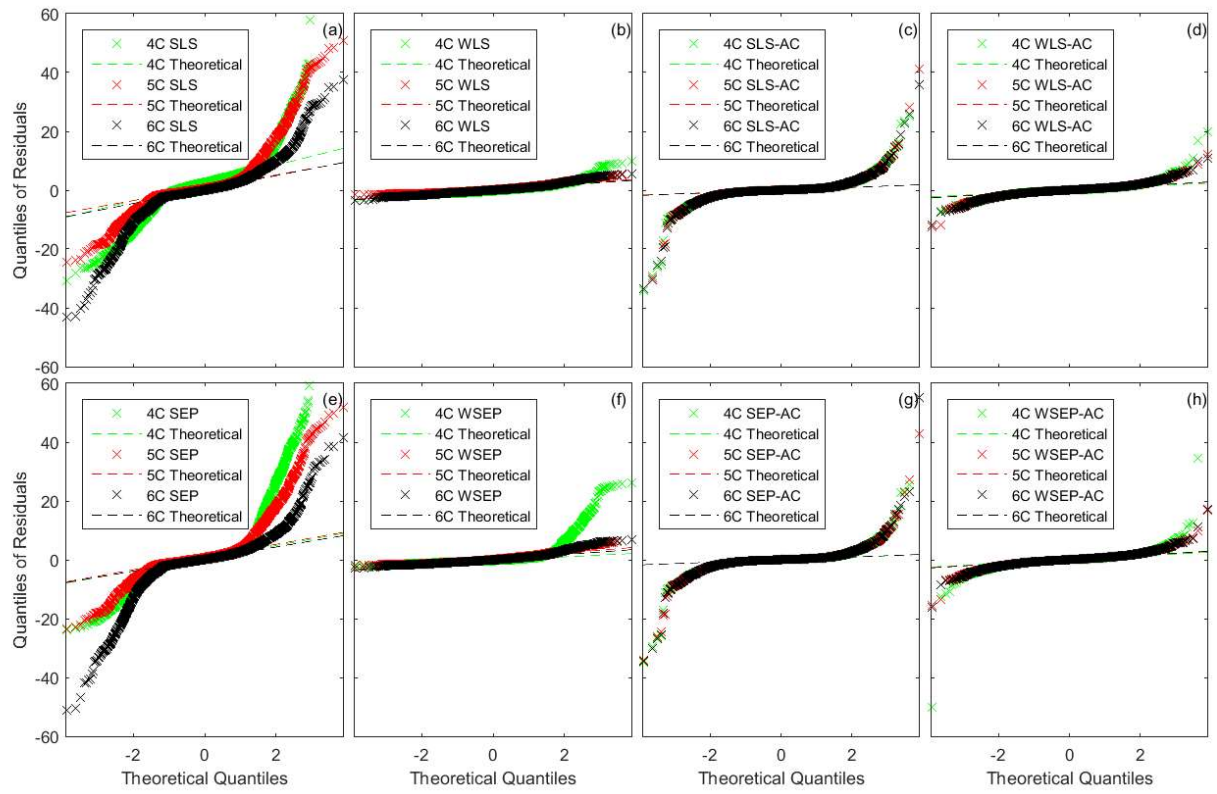 60
40
20
0
-20
-40
-60
Quantiles of Residuals
(a)
4C SLS
4C Theoretical
5C SLS
5C Theoretical
6C SLS
6C Theoretical
(b)
4C WLS
4C Theoretical
5C WLS
5C Theoretical
6C WLS
6C Theoretical
(c)
4C SLS-AC
4C Theoretical
5C SLS-AC
5C Theoretical
6C SLS-AC
6C Theoretical
(d)
4C WLS-AC
4C Theoretical
5C WLS-AC
5C Theoretical
6C WLS-AC
6C Theoretical
60
40
20
0
-20
-40
-60
Quantiles of Residuals
(e)
4C SEP
4C Theoretical
5C SEP
5C Theoretical
6C SEP
6C Theoretical
(f)
4C WSEP
4C Theoretical
5C WSEP
5C Theoretical
6C WSEP
6C Theoretical
(g)
4C SEP-AC
4C Theoretical
5C SEP-AC
5C Theoretical
6C SEP-AC
6C Theoretical
(h)
4C WSEP-AC
4C Theoretical
5C WSEP-AC
5C Theoretical
6C WSEP-AC
6C Theoretical
-2 0 2
-2 0 2
-2 0 2
-2 0 2
Theoretical Quantiles
Theoretical Quantiles
Theoretical Quantiles
Theoretical Quantiles